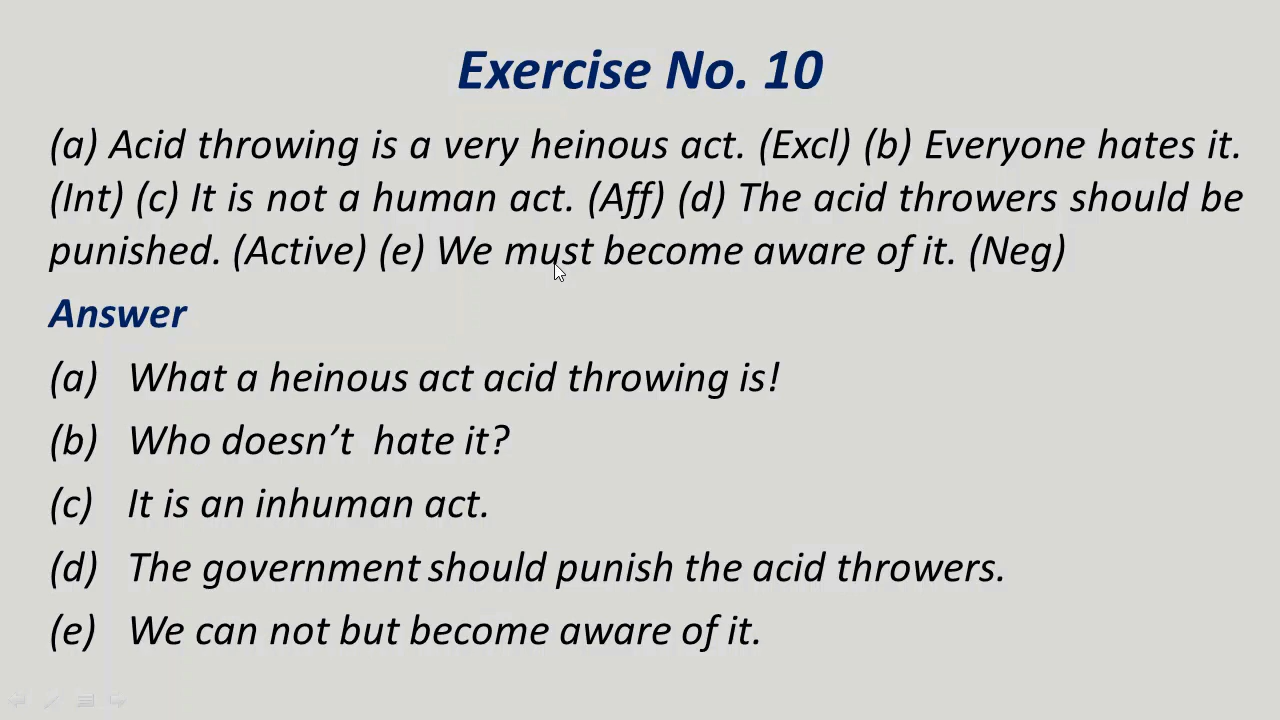 Exercise No. 10
(a) Acid throwing is a very heinous act. (Excl) (b) Everyone hates it.
(Int) (c) It is not a human act. (Aff) (d) The acid throwers should be
punished. (Active) (e) We must become aware of it. (Neg)
Answer
(a) What a heinous act acid throwing is!
(b) Who doesn’t hate it?
(c) It is an inhuman act.
(d) The government should punish the acid throwers.
(e) We can not but become aware of it.